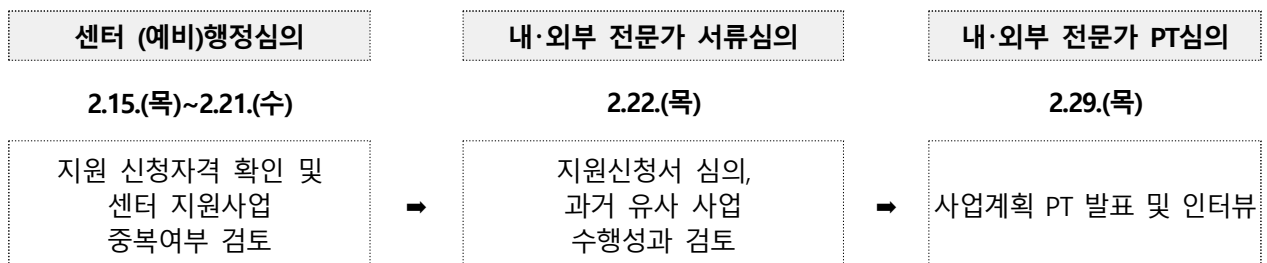 센터 (예비)행정심의
2.15.(목)~2.21.(수)
지원 신청자격 확인 및
센터 지원사업
중복여부 검토
➡
내·외부 전문가 서류심의
2.22.(목)
지원신청서 심의,
과거 유사 사업
수행성과 검토
➡
내·외부 전문가 PT심의
2.29.(목)
사업계획 PT 발표 및 인터뷰